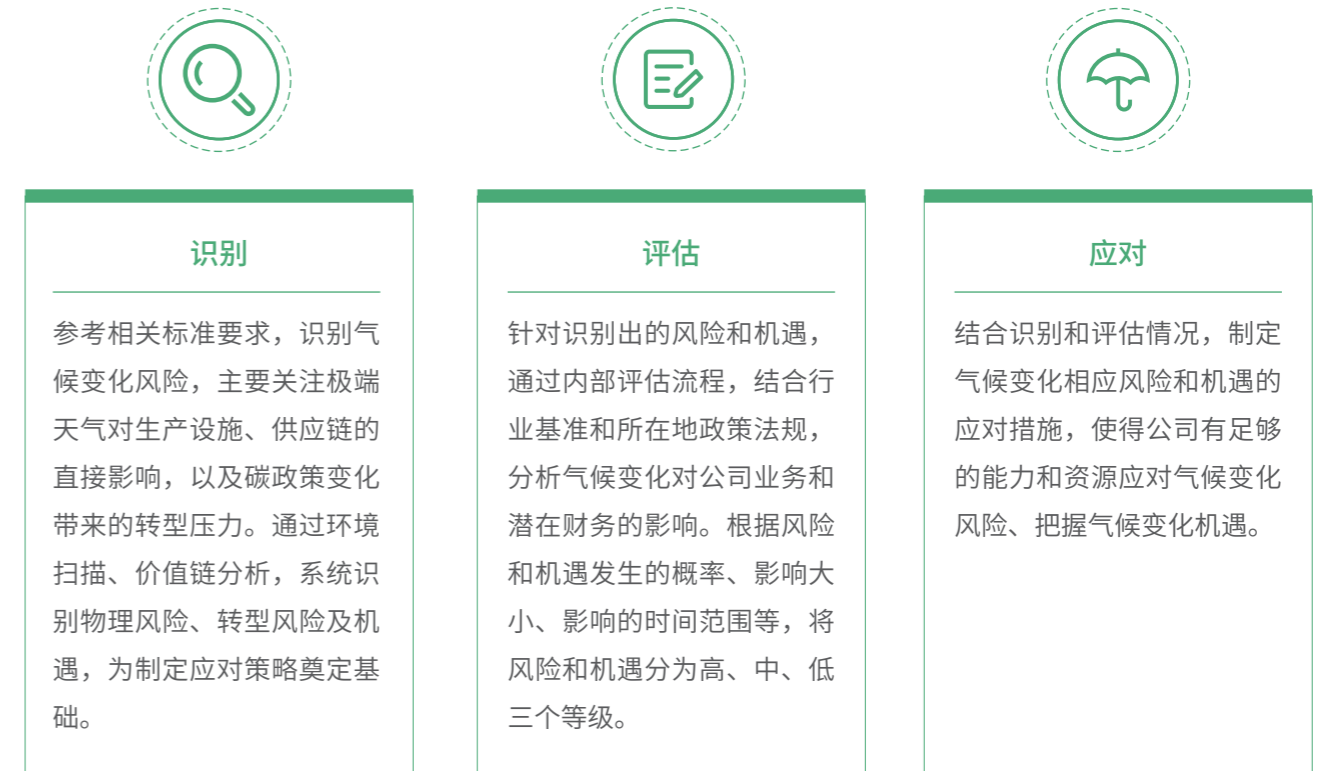 识别
参考相关标准要求，识别气
候变化风险，主要关注极端
天气对生产设施、供应链的
直接影响，以及碳政策变化
带来的转型压力。通过环境
扫描、价值链分析，系统识
别物理风险、转型风险及机
遇，为制定应对策略奠定基
础。
评估
针对识别出的风险和机遇，
通过内部评估流程，结合行
业基准和所在地政策法规，
分析气候变化对公司业务和
潜在财务的影响。根据风险
和机遇发生的概率、影响大
小、影响的时间范围等，将
风险和机遇分为高、中、低
三个等级。
应对
结合识别和评估情况，制定
气候变化相应风险和机遇的
应对措施，使得公司有足够
的能力和资源应对气候变化
风险、把握气候变化机遇。